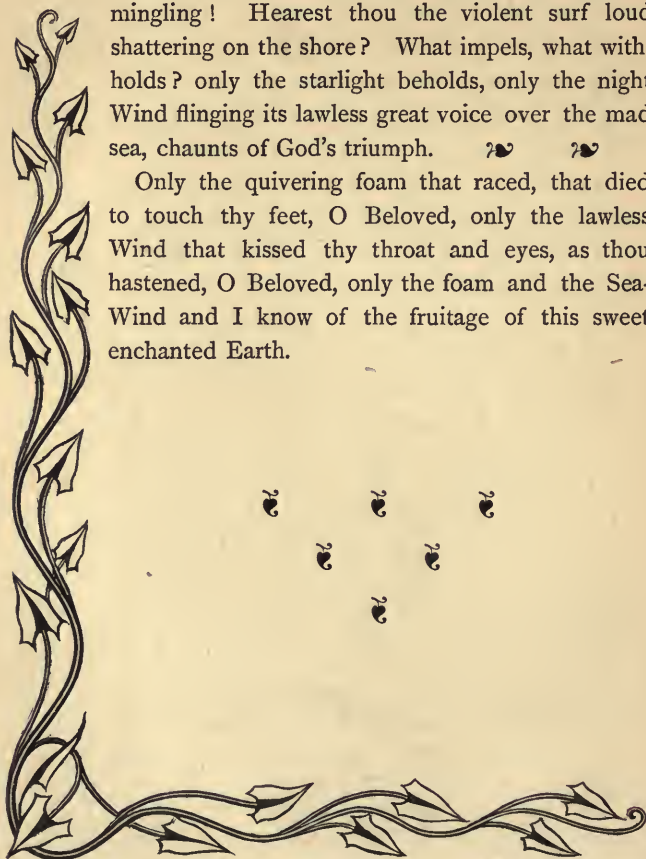 mingling ! Hearest thou the violent surf loud
shattering on the shore ? What impels, what with-
holds ? only the starlight beholds, only the night
Wind flinging its lawless great voice over the mad
sea, chaunts of God's triumph. ❧ ❧
Only the quivering foam that raced, that died
to touch thy feet, O Beloved, only the lawless
Wind that kissed thy throat and eyes, as thou
hastened, O Beloved, only the foam and the Sea-
Wind and I know of the fruitage of this sweet
enchanted Earth.